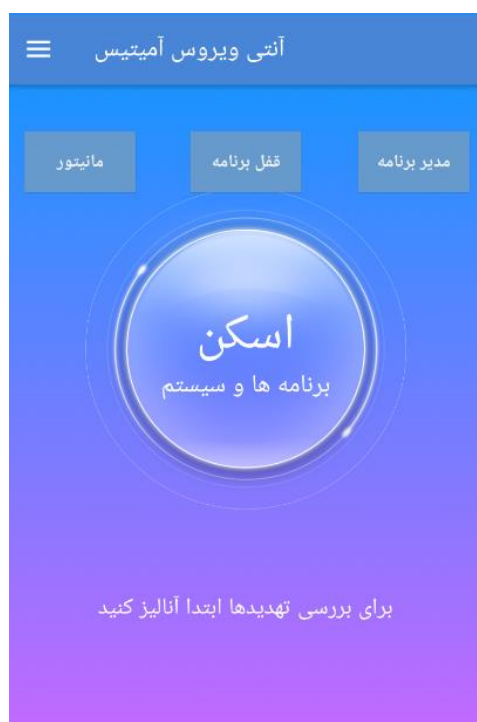 آنتی ویروس آمیتیس
مدیر برنامه
قفل برنامه
مانیتور
اسکن
برنامه ها و سیستم
برای بررسی تهدیدها ابتدا آنالیز کنید